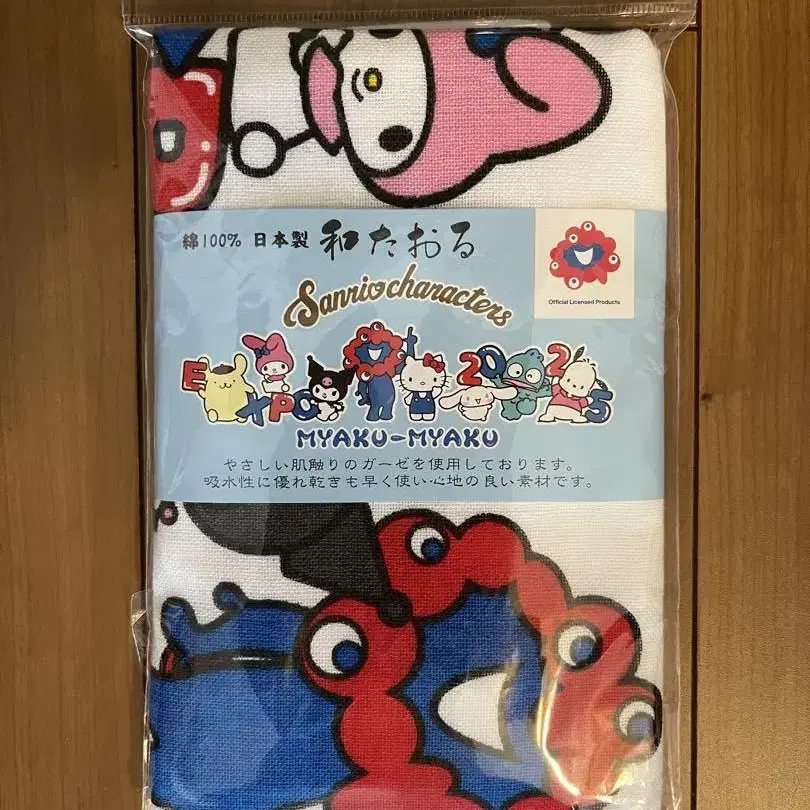 綿100% 日本製 和たおる
Official Licensed Products
Sanrio characters
EXPO 2025
MYAKU-MYAKU
やさしい肌触りのガーゼを使用しております。
吸水性に優れ乾きも早く使い心地の良い素材です。